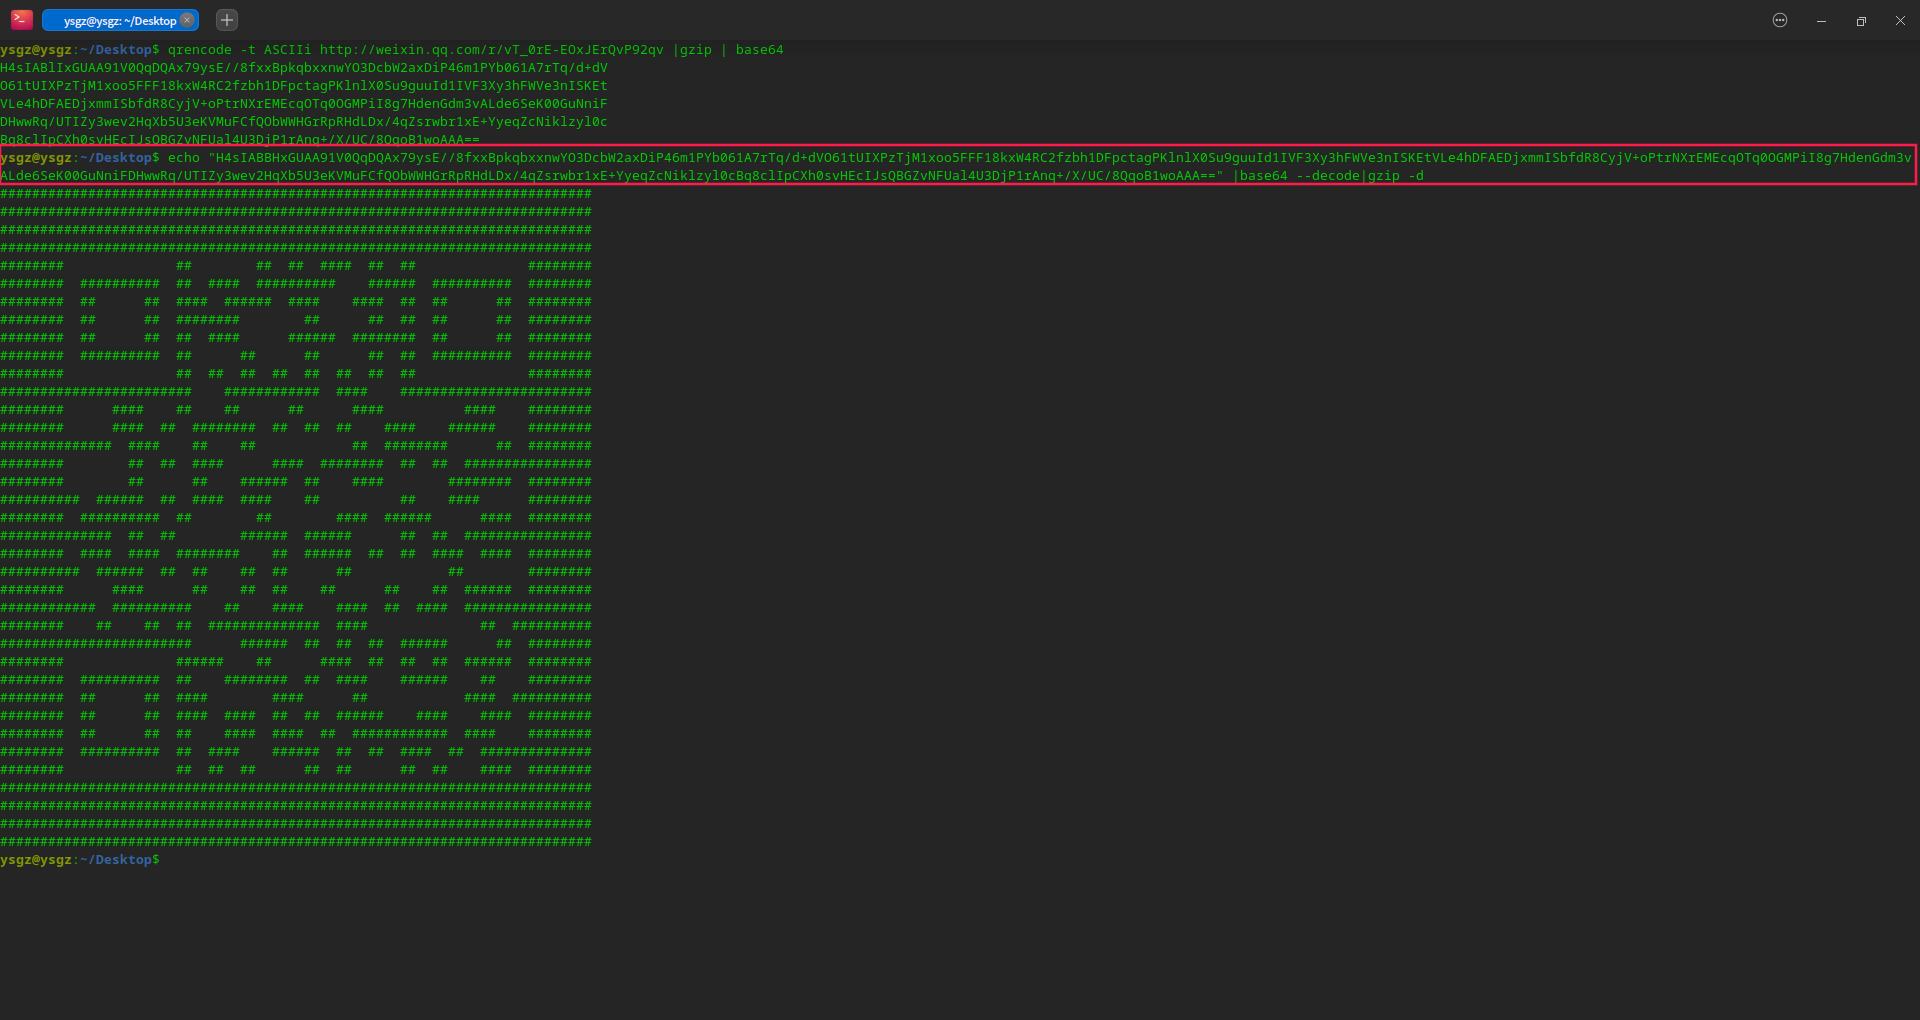 ysgz@ysgz: ~/Desktop
ysgz@ysgz:~/Desktop$ qrencode -t ASCIIi http://weixin.qq.com/r/vT_0rE-EOxJErQvP92qv |gzip | base64
H4sIABlIxGUAA91V0QqDQAx79ysE//8fxxBpkqbxxnwYO3DcbW2axDiP46m1PYb061A7rTq/d+dV
O61tUIXPzTjM1xoo5FFF18kxW4RC2fzbh1DFpctagPKlnlX0Su9guuId1IVF3Xy3hFWVe3nISKEt
VLe4hDFAEDjxmmISbfdR8CyjV+oPtrNXrEMEcqOTq0OGMPiI8g7HdenGdm3vALde6SeK00GuNniF
DHwwRq/UTIZy3wev2HqXb5U3eKVMuFCfQObWWHGrRpRHdLDx/4qZsrwbr1xE+YyeqZcNiklzyl0c
Bq8clIpCXh0svHEcIJsQBGZvNFUal4U3DjP1rAnq+/X/UC/8QqoB1woAAA==
ysgz@ysgz:~/Desktop$ echo "H4sIABBHxGUAA91V0QqDQAx79ysE//8fxxBpkqbxxnwYO3DcbW2axDiP46m1PYb061A7rTq/d+dVO61tUIXPzTjM1xoo5FFF18kxW4RC2fzbh1DFpctagPKlnlX0Su9guuId1IVF3Xy3hFWVe3nISKEtVLe4hDFAEDjxmmISbfdR8CyjV+oPtrNXrEMEcqOTq0OGMPiI8g7HdenGdm3v
ALde6SeK00GuNniFDHwwRq/UTIZy3wev2HqXb5U3eKVMuFCfQObWWHGrRpRHdLDx/4qZsrwbr1xE+YyeqZcNiklzyl0cBq8clIpCXh0svHEcIJsQBGZvNFUal4U3DjP1rAnq+/X/UC/8QqoB1woAAA==" |base64 --decode|gzip -d
ysgz@ysgz:~/Desktop$